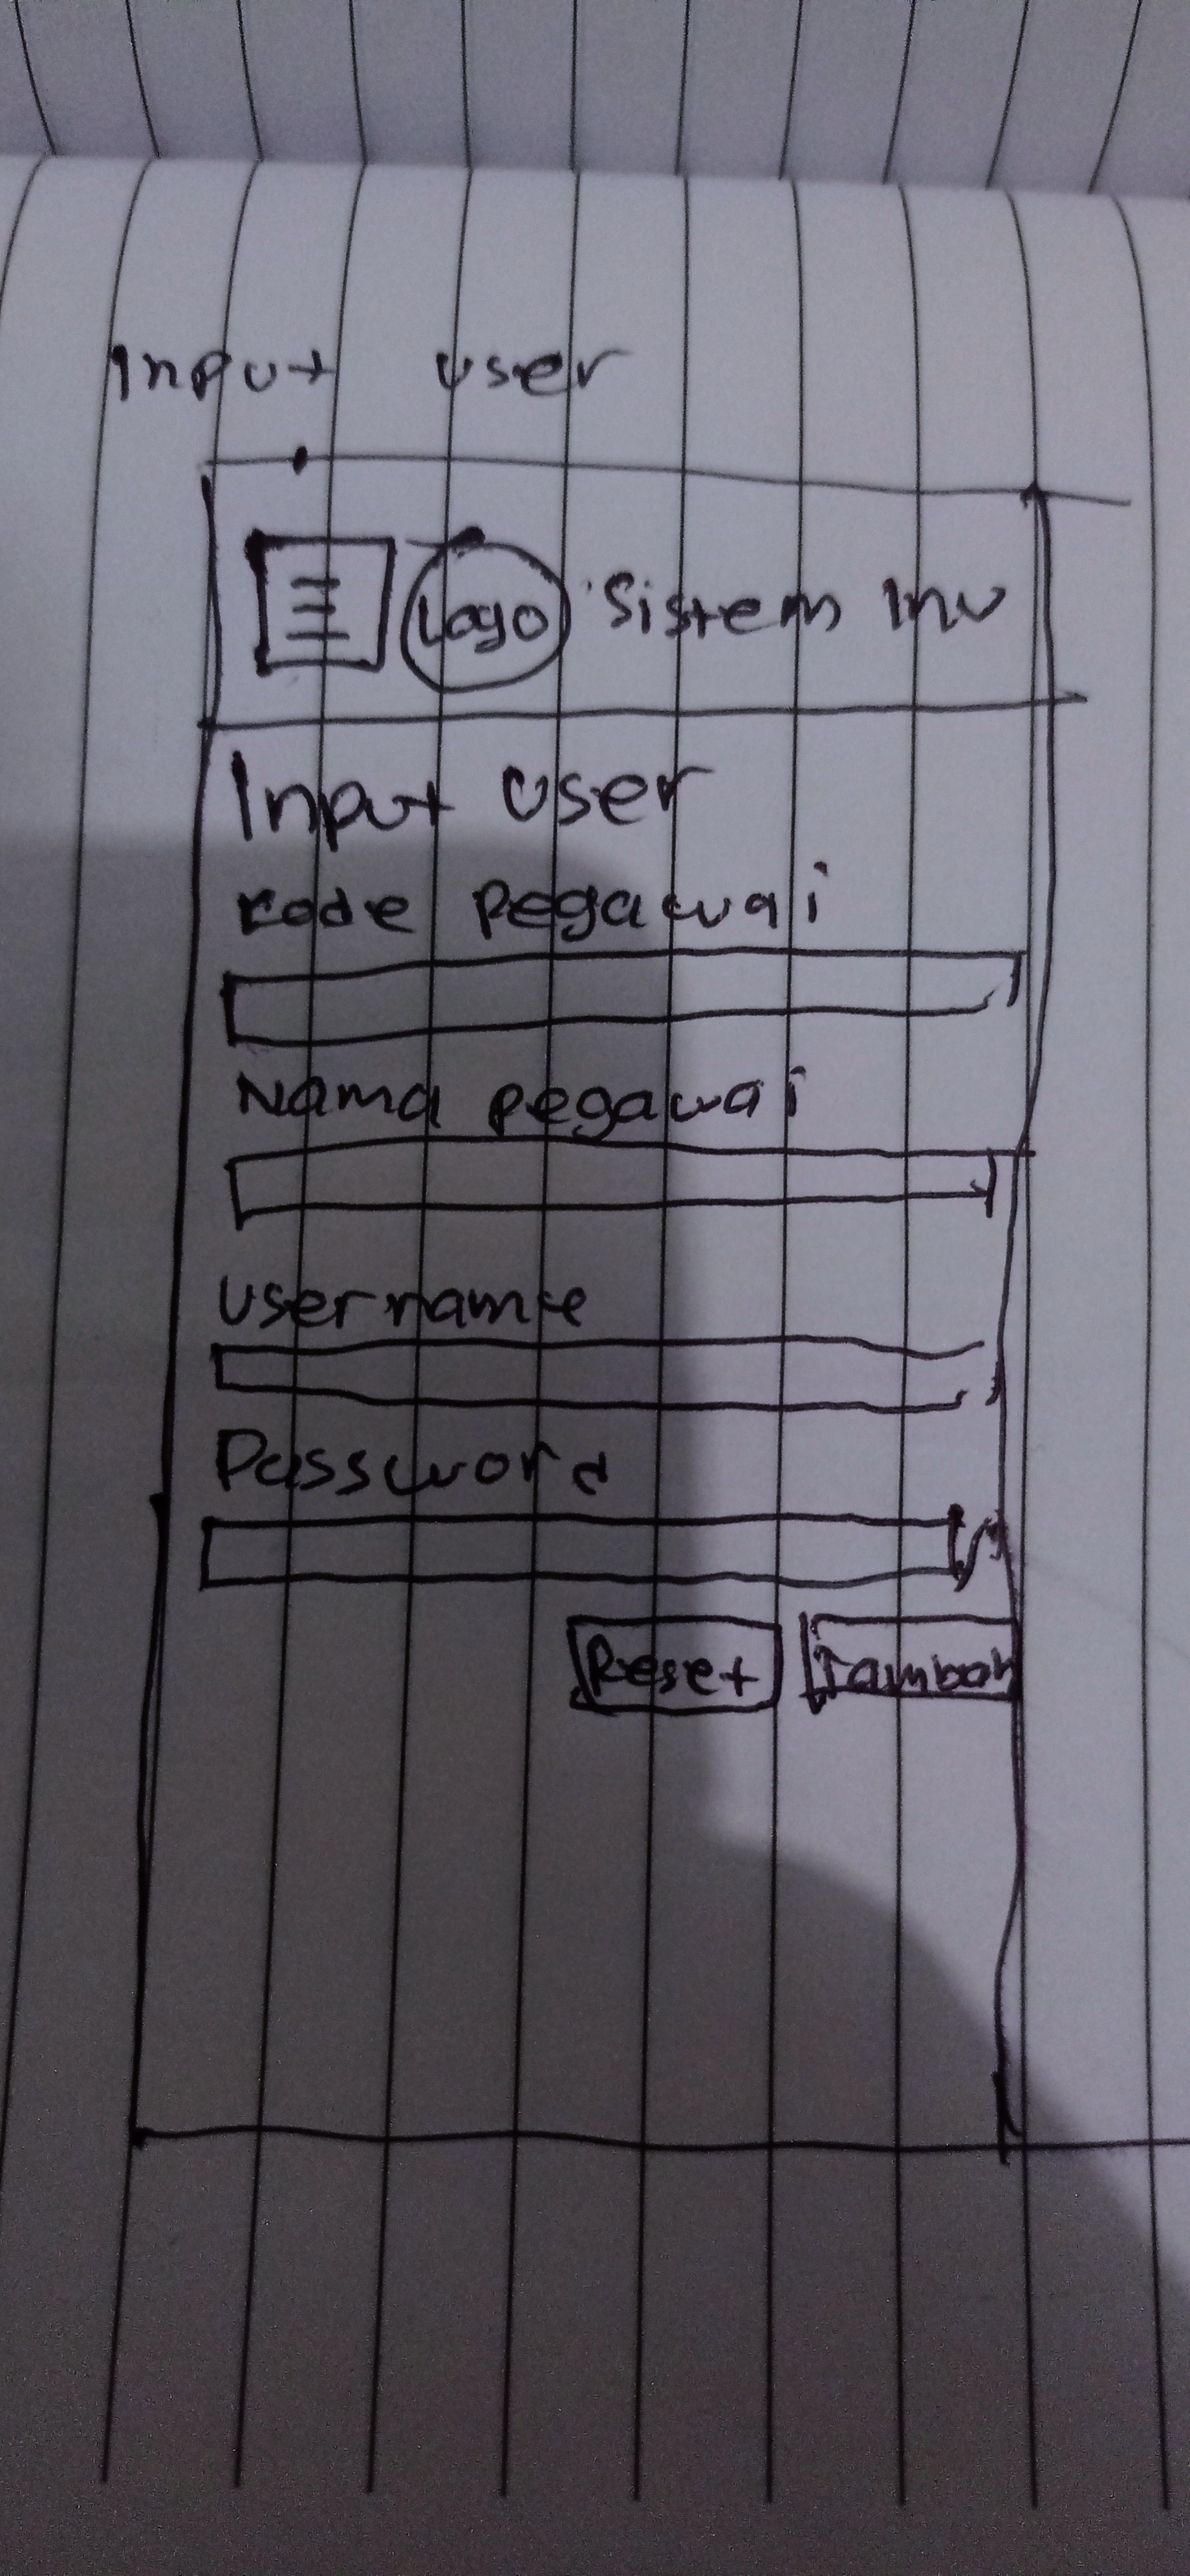 Input user
Logo Sistem Inv
Input User
kode pegawai
Nama pegawai
Username
Password
Reset Tambah